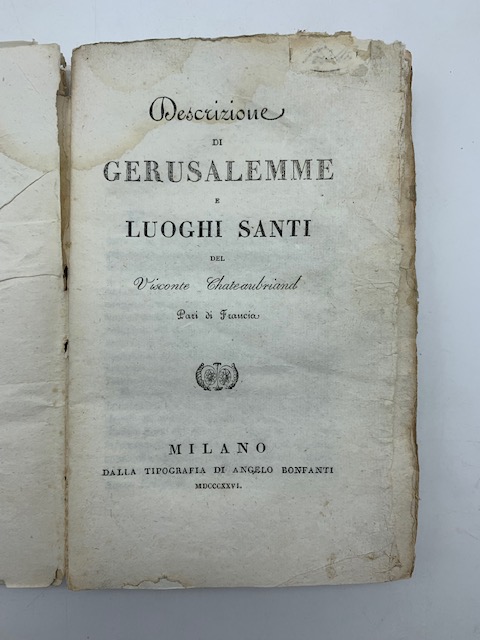 Descrizione
DI
GERUSALEMME
E
LUOGHI SANTI
DEL
Visconte Chateaubriand
Pari di Francia
MILANO
DALLA TIPOGRAFIA DI ANGELO BONFANTI
MDCCCXXVI.